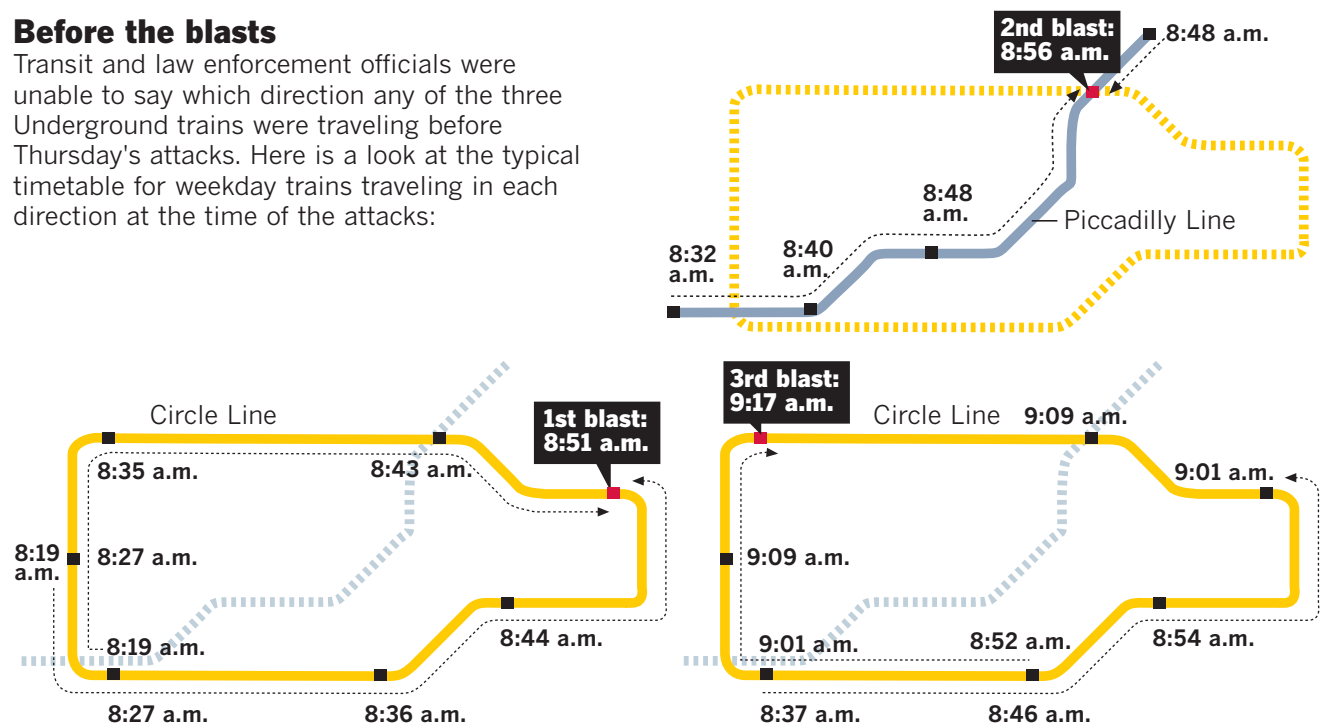 Before the blasts
Transit and law enforcement officials were
unable to say which direction any of the three
Underground trains were traveling before
Thursday's attacks. Here is a look at the typical
timetable for weekday trains traveling in each
direction at the time of the attacks:
2nd blast:
8:56 a.m.
8:48 a.m.
8:48
a.m.
Piccadilly Line
8:40
a.m.
8:32
a.m.
Circle Line
1st blast:
8:51 a.m.
8:35 a.m.
8:43 a.m.
8:19
a.m.
8:27 a.m.
8:19 a.m.
8:44 a.m.
8:27 a.m.
8:36 a.m.
3rd blast:
9:17 a.m.
Circle Line
9:09 a.m.
9:01 a.m.
9:09 a.m.
9:01 a.m.
8:52 a.m.
8:54 a.m.
8:37 a.m.
8:46 a.m.